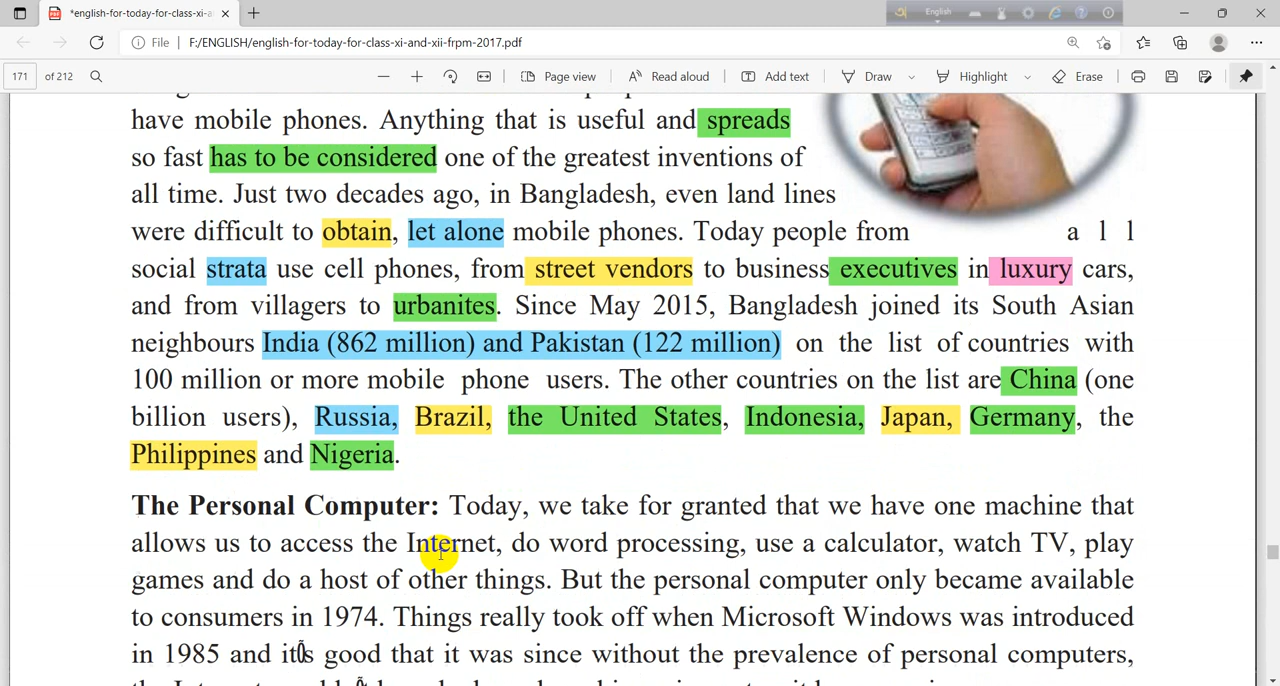 *english-for-today-for-class-xi-a
English
File | F:/ENGLISH/english-for-today-for-class-xi-and-xii-frpm-2017.pdf
171 of 212 Page view Read aloud Add text Draw Highlight Erase
have mobile phones. Anything that is useful and spreads
so fast has to be considered one of the greatest inventions of
all time. Just two decades ago, in Bangladesh, even land lines
were difficult to obtain, let alone mobile phones. Today people from a l l
social strata use cell phones, from street vendors to business executives in luxury cars,
and from villagers to urbanites. Since May 2015, Bangladesh joined its South Asian
neighbours India (862 million) and Pakistan (122 million) on the list of countries with
100 million or more mobile phone users. The other countries on the list are China (one
billion users), Russia, Brazil, the United States, Indonesia, Japan, Germany, the
Philippines and Nigeria.
The Personal Computer: Today, we take for granted that we have one machine that
allows us to access the Internet, do word processing, use a calculator, watch TV, play
games and do a host of other things. But the personal computer only became available
to consumers in 1974. Things really took off when Microsoft Windows was introduced
in 1985 and good that it was since without the prevalence of personal computers,